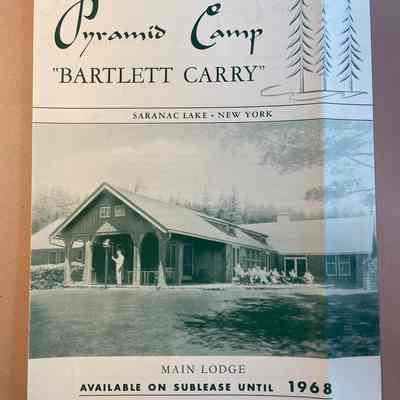 Pyramid Camp
"BARTLETT CARRY"
SARANAC LAKE • NEW YORK
MAIN LODGE
AVAILABLE ON SUBLEASE UNTIL 1968